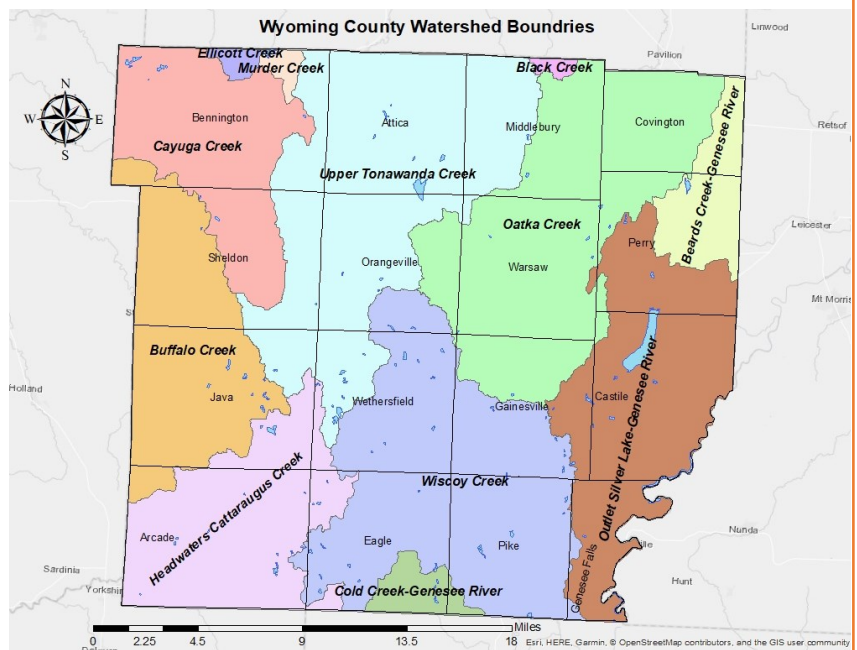 Wyoming County Watershed Boundries
Linwood
Pavilion
Ellicott Creek
Murder Creek
Black Creek
N
W
E
S
Bennington
Attica
Middlebury
Covington
Retsof
Cayuga Creek
Upper Tonawanda Creek
Beards Creek-Genesee River
Oatka Creek
Leicester
Sheldon
Orangeville
Warsaw
Perry
Mt Morris
Buffalo Creek
Holland
Java
Wethersfield
Gainesville
Castile
Outlet Silver Lake-Genesee River
Wiscoy Creek
Headwaters Cattaraugus Creek
Arcade
Eagle
Pike
Nunda
Sardinia
Hunt
Genesee Falls
Cold Creek-Genesee River
Miles
0 2.25 4.5 9 13.5 18
Esri, HERE, Garmin, © OpenStreetMap contributors, and the GIS user community